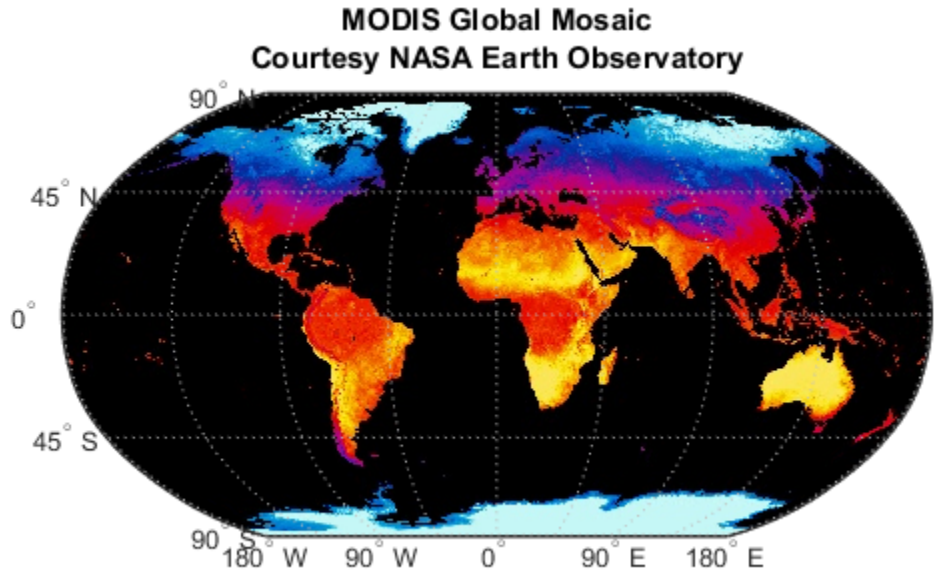 MODIS Global Mosaic
Courtesy NASA Earth Observatory
90° N
45° N
0°
45° S
90° S
180° W 90° W 0° 90° E 180° E